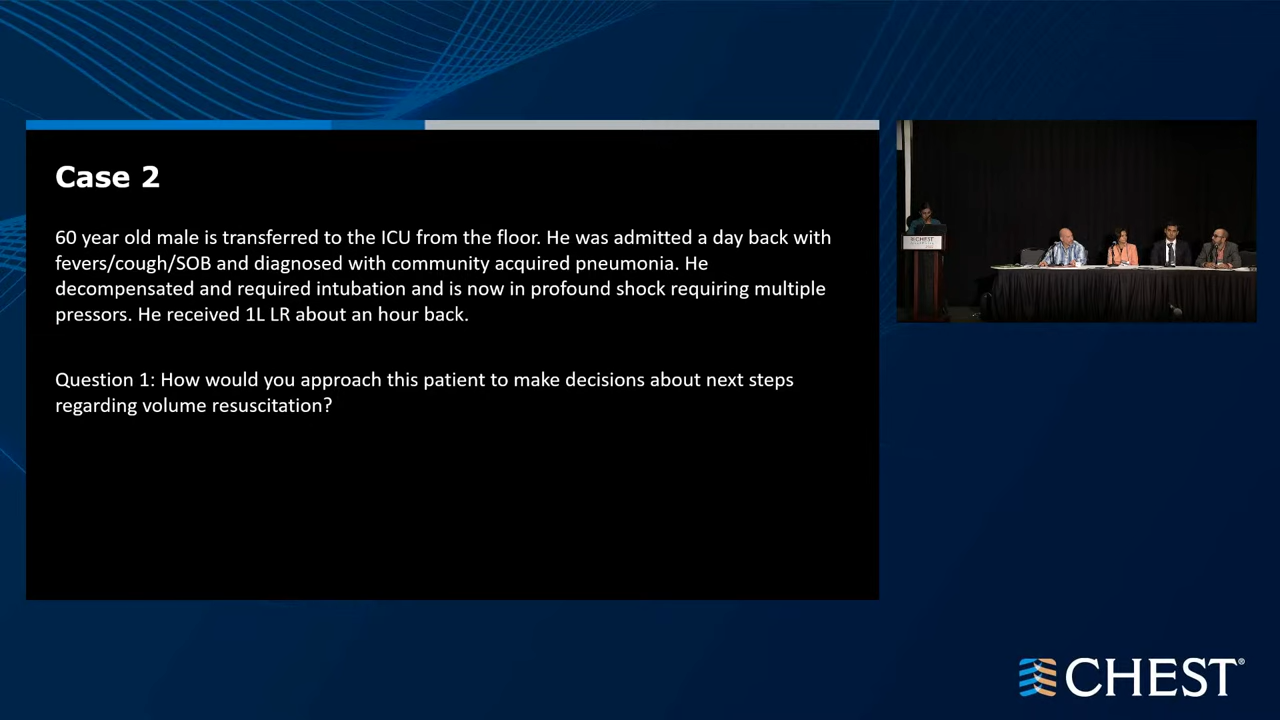 Case 2
60 year old male is transferred to the ICU from the floor. He was admitted a day back with
fevers/cough/SOB and diagnosed with community acquired pneumonia. He
decompensated and required intubation and is now in profound shock requiring multiple
pressors. He received 1L LR about an hour back.
Question 1: How would you approach this patient to make decisions about next steps
regarding volume resuscitation?
CHEST
CHEST®